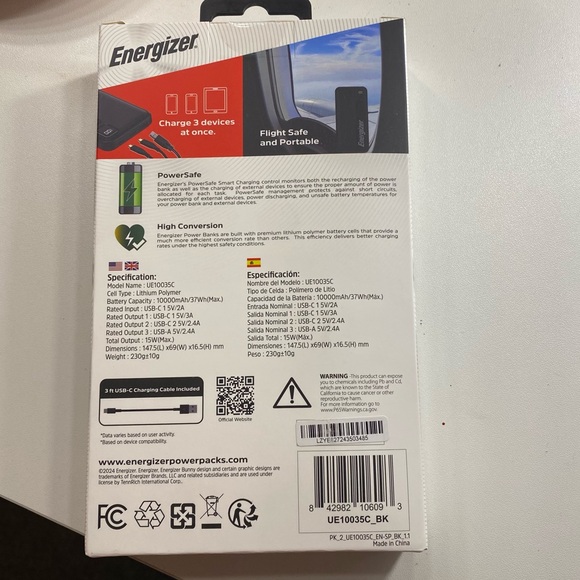 Energizer
Charge 3 devices
at once.
Energizer
Flight Safe
and Portable
PowerSafe
Energizer's PowerSafe Smart Charging control monitors both the recharging of the power
bank as well as the charging of external devices to ensure the proper amount of power is
allocated for each task. PowerSafe management protects against short circuits,
overcharging of external devices, power discharging, and unsafe battery temperatures for
your power bank and external devices.
High Conversion
Energizer Power Banks are built with premium lithium polymer battery cells that provide a
much more efficient conversion rate than others. This efficiency delivers better charging
rates under the highest safety conditions.
Specification:
Model Name : UE10035C
Cell Type : Lithium Polymer
Battery Capacity : 10000mAh/37Wh(Max.)
Rated Input : USB-C 1 5V/2A
Rated Output 1 : USB-C 1 5V/3A
Rated Output 2 : USB-C 2 5V/2.4A
Rated Output 3 : USB-A 5V/2.4A
Total Output : 15W(Max.)
Dimensions : 147.5(L) x69(W) x16.5(H) mm
Weight : 230g±10g
Especificación:
Nombre del Modelo : UE10035C
Tipo de Celda : Polímero de Litio
Capacidad de la Batería : 10000mAh/37Wh(Máx.)
Entrada Nominal : USB-C 1 5V/2A
Salida Nominal 1 : USB-C 1 5V/3A
Salida Nominal 2 : USB-C 2 5V/2.4A
Salida Nominal 3 : USB-A 5V/2.4A
Salida Total : 15W(Máx.)
Dimensiones : 147.5(L) x69(W) x16.5(H) mm
Peso : 230g±10g
3 ft USB-C Charging Cable Included
Official Website
WARNING -This product can expose
you to chemicals including Pb and Cd,
which are known to the State of
California to cause cancer or other
reproductive harm.
For more information go to
www.P65Warnings.ca.gov.
*Data varies based on user activity.
*Based on device compatibility.
LZYEE27243503485
www.energizerpowerpacks.com
©2024 Energizer. Energizer, Energizer Bunny design and certain graphic designs are
trademarks of Energizer Brands, LLC and related subsidiaries and are used under
license by TennRich International Corp.
FC
8 42982 10609 3
UE10035C_BK
PK_2_UE10035C_EN-SP_BK_1.1
Made in China